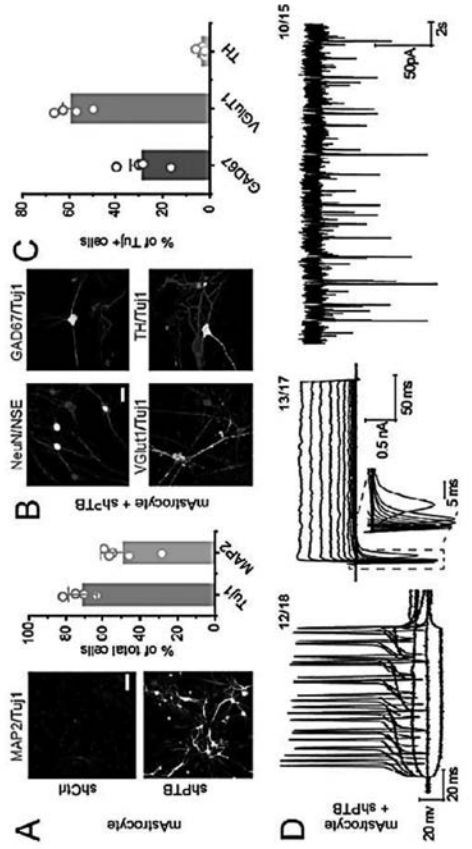 A
MAP2/Tuj1
mAstrocyte
shCtrl
shPTB
% of total cells
100
80
60
40
20
0
Tuj1
MAP2
B
NeuN/NSE
GAD67/Tuj1
mAstrocyte + shPTB
VGlut1/Tuj1
TH/Tuj1
C
% of Tuj+ cells
80
60
40
20
0
GAD67
VGluT1
TH
D
mAstrocyte
+ shPTB
12/18
20 mv
20 ms
13/17
0.5 nA
50 ms
5 ms
10/15
50pA
2s